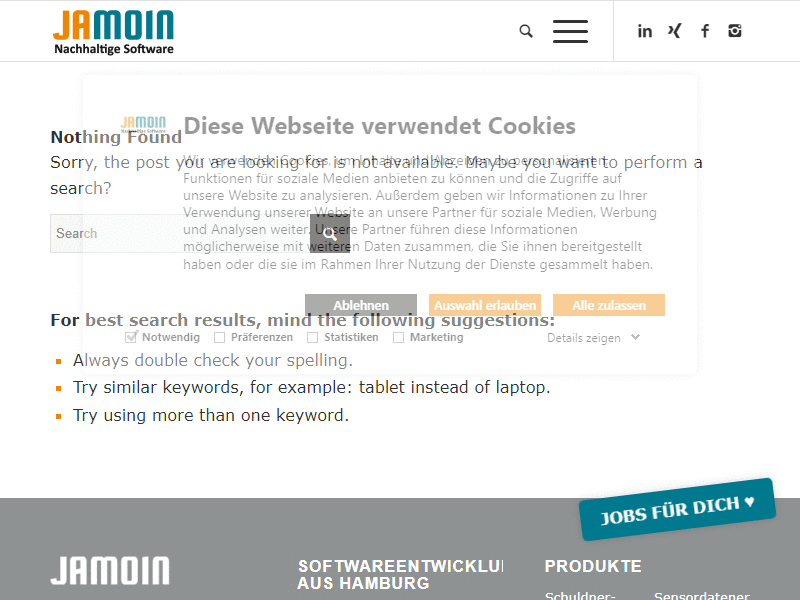 JAMOIN
Nachhaltige Software
JAMOIN
Diese Webseite verwendet Cookies
Nothing Found
Sorry, the post you are looking for is not available. Maybe you want to perform a
search?
Wir verwenden Cookies, um Inhalte und Anzeigen zu personalisieren,
Funktionen für soziale Medien anbieten zu können und die Zugriffe auf
unsere Website zu analysieren. Außerdem geben wir Informationen zu Ihrer
Verwendung unserer Website an unsere Partner für soziale Medien, Werbung
und Analysen weiter. Unsere Partner führen diese Informationen
möglicherweise mit weiteren Daten zusammen, die Sie ihnen bereitgestellt
haben oder die sie im Rahmen Ihrer Nutzung der Dienste gesammelt haben.
Search
Ablehnen
Auswahl erlauben
Alle zulassen
For best search results, mind the following suggestions:
Notwendig
Präferenzen
Statistiken
Marketing
Details zeigen
Always double check your spelling.
Try similar keywords, for example: tablet instead of laptop.
Try using more than one keyword.
JOBS FÜR DICH ♥
JAMOIN
SOFTWAREENTWICKLU
AUS HAMBURG
PRODUKTE
Schuldner-
Sensordatener